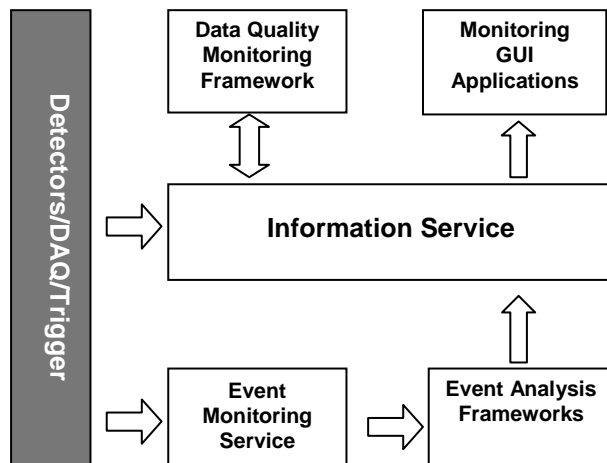 Detectors/DAQ/Trigger
Data Quality
Monitoring
Framework
Monitoring
GUI
Applications
Information Service
Event
Monitoring
Service
Event Analysis
Frameworks